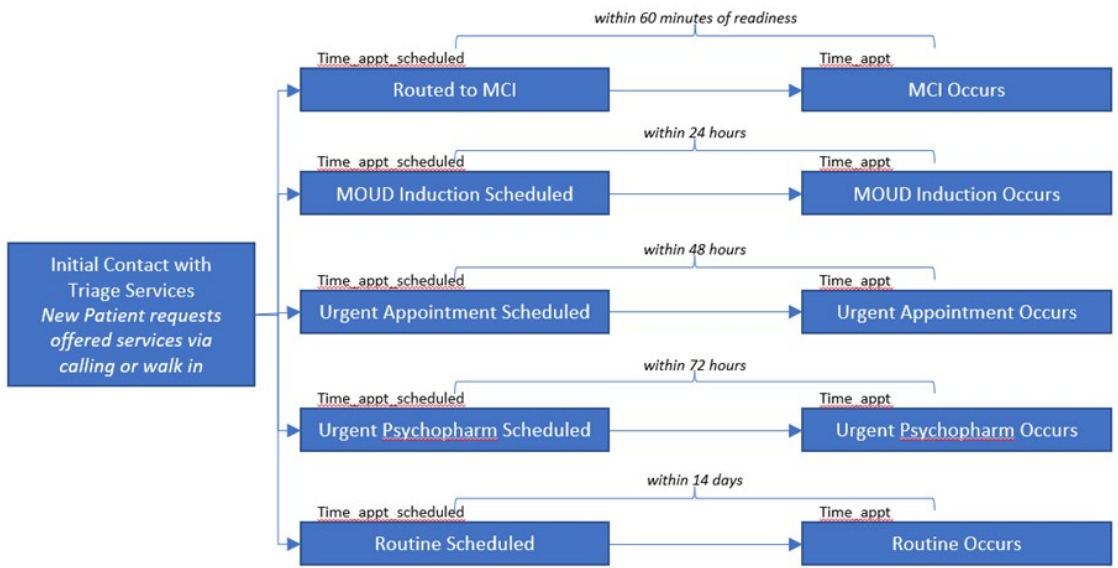 within 60 minutes of readiness
Time_appt_scheduled
Time_appt
Routed to MCI
MCI Occurs
within 24 hours
Time_appt_scheduled
Time_appt
MOUD Induction Scheduled
MOUD Induction Occurs
Initial Contact with
Triage Services
New Patient requests
offered services via
calling or walk in
within 48 hours
Time_appt_scheduled
Time_appt
Urgent Appointment Scheduled
Urgent Appointment Occurs
within 72 hours
Time_appt_scheduled
Time_appt
Urgent Psychopharm Scheduled
Urgent Psychopharm Occurs
within 14 days
Time_appt_scheduled
Time_appt
Routine Scheduled
Routine Occurs